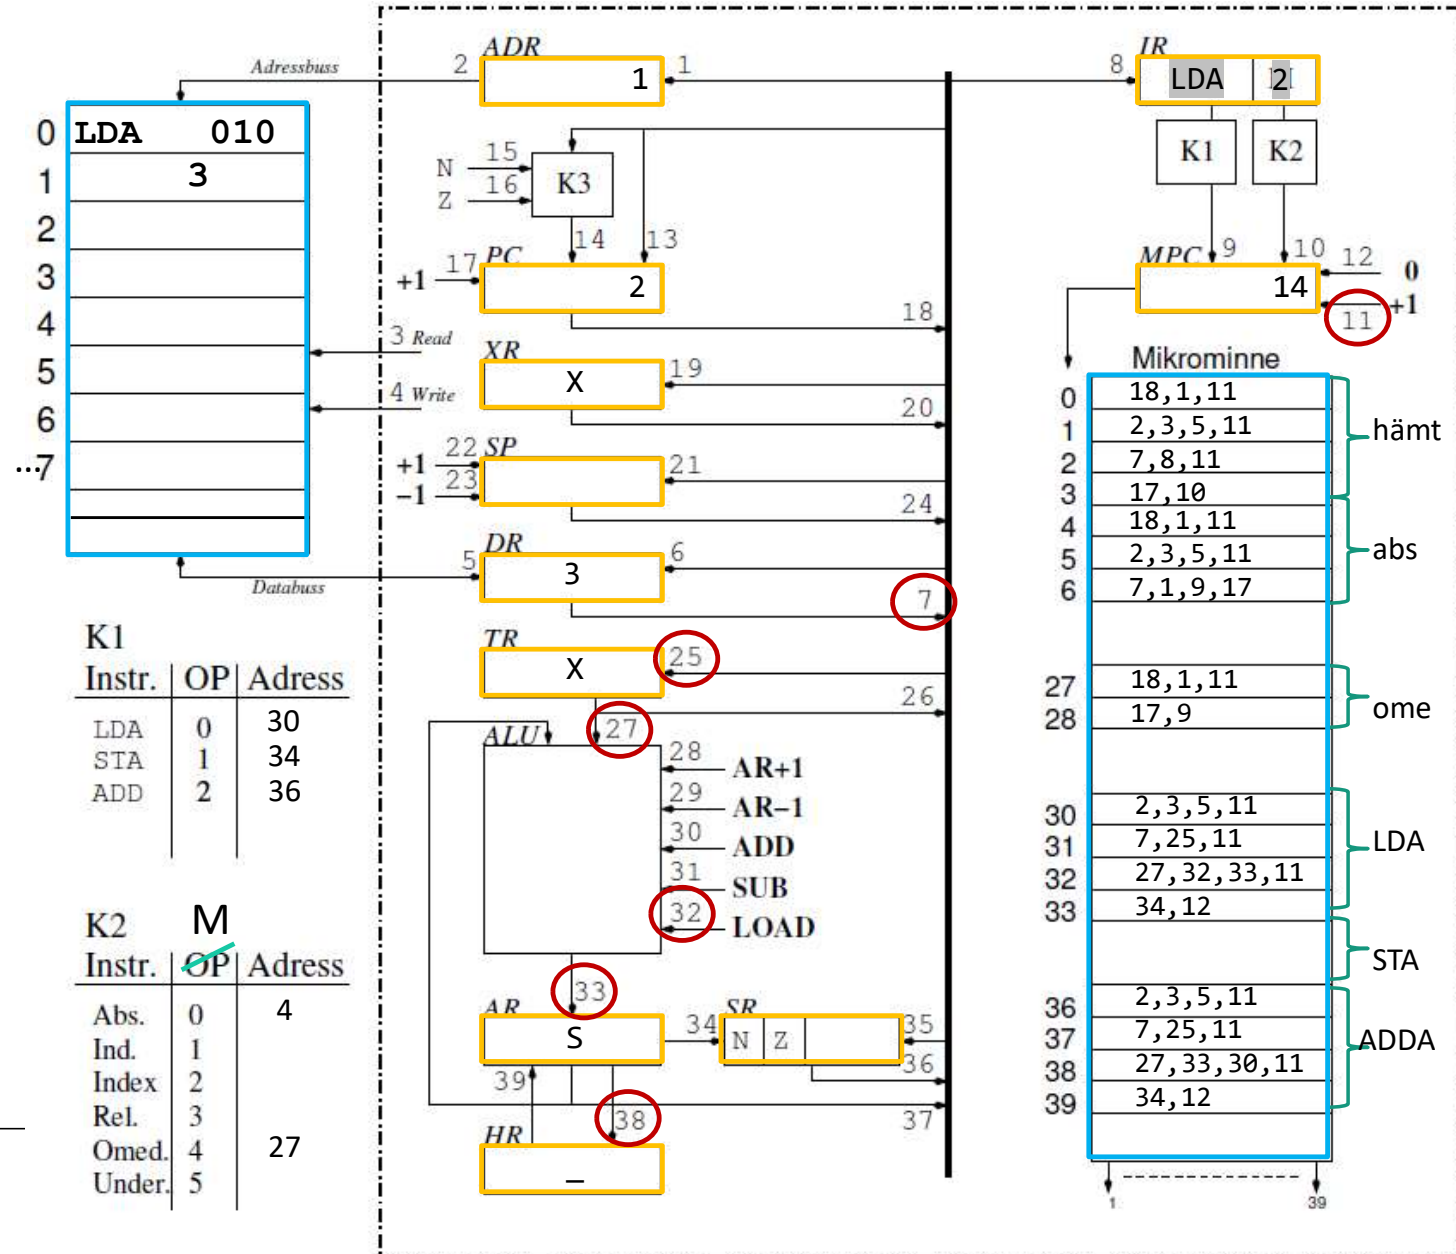 Adressbuss
0 LDA 010
1 3
2
3
4
5
6
...7
Databuss
2 ADR 1
1
N 15
Z 16
K3
14 13
+1 17 PC
2
18
3 Read
4 Write
XR
X
19
20
+1 22 SP
-1 23
21
24
5 DR 6
3
7
TR
X
25
26
27
ALU
28 AR+1
29 AR–1
30 ADD
31 SUB
32 LOAD
33
AR
S
34 SR 35
N Z
36
37
39
38
HR
–
8 IR
LDA 2
K1 K2
MPC 9 10 12 0
14 +1
11
Mikrominne
0 18,1,11
1 2,3,5,11 hämt
2 7,8,11
3 17,10
4 18,1,11
5 2,3,5,11 abs
6 7,1,9,17
27 18,1,11
28 17,9 ome
30 2,3,5,11
31 7,25,11 LDA
32 27,32,33,11
33 34,12
STA
36 2,3,5,11
37 7,25,11 ADDA
38 27,33,30,11
39 34,12
1 39
K1
Instr. OP Adress
LDA 0 30
STA 1 34
ADD 2 36
K2 M
Instr. OP Adress
Abs. 0 4
Ind. 1
Index 2
Rel. 3
Omed. 4 27
Under. 5